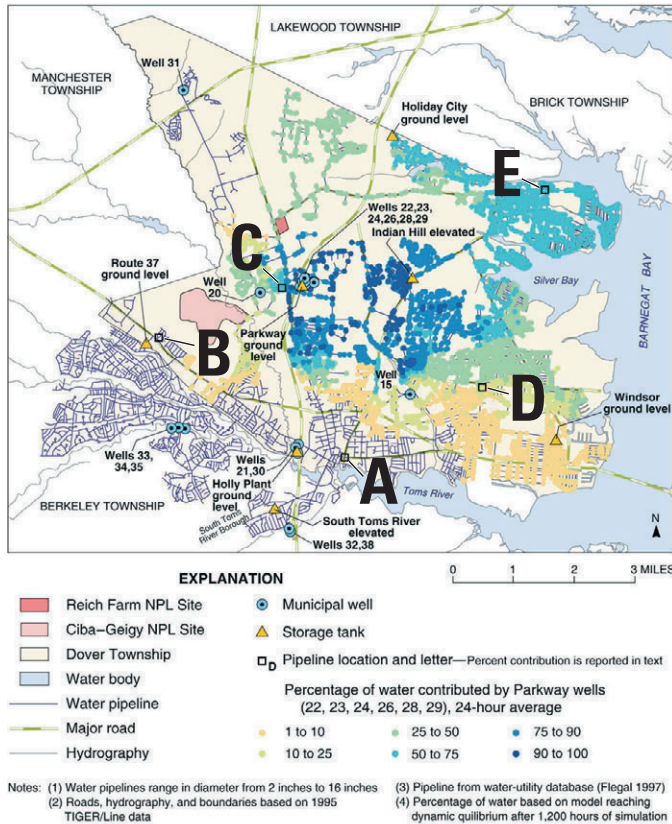 LAKEWOOD TOWNSHIP
MANCHESTER
TOWNSHIP
Well 31
BRICK TOWNSHIP
Holiday City
ground level
E
Wells 22,23,
24,26,28,29
Indian Hill elevated
C
Route 37
ground level
Well
20
Silver Bay
BARNEGAT BAY
B
Parkway
ground
level
Well
15
D
Windsor
ground level
Wells 33,
34,35
Wells
21,30
A
Holly Plant
ground
level
BERKELEY TOWNSHIP
South Toms
River Borough
Toms River
South Toms River
elevated
Wells 32,38
N
0 1 2 3 MILES
EXPLANATION
Reich Farm NPL Site
Ciba–Geigy NPL Site
Dover Township
Water body
Water pipeline
Major road
Hydrography
Municipal well
Storage tank
D Pipeline location and letter—Percent contribution is reported in text
Percentage of water contributed by Parkway wells
(22, 23, 24, 26, 28, 29), 24-hour average
1 to 10 25 to 50 75 to 90
10 to 25 50 to 75 90 to 100
Notes: (1) Water pipelines range in diameter from 2 inches to 16 inches
(2) Roads, hydrography, and boundaries based on 1995
TIGER/Line data
(3) Pipeline from water-utility database (Flegal 1997)
(4) Percentage of water based on model reaching
dynamic quilibrium after 1,200 hours of simulation